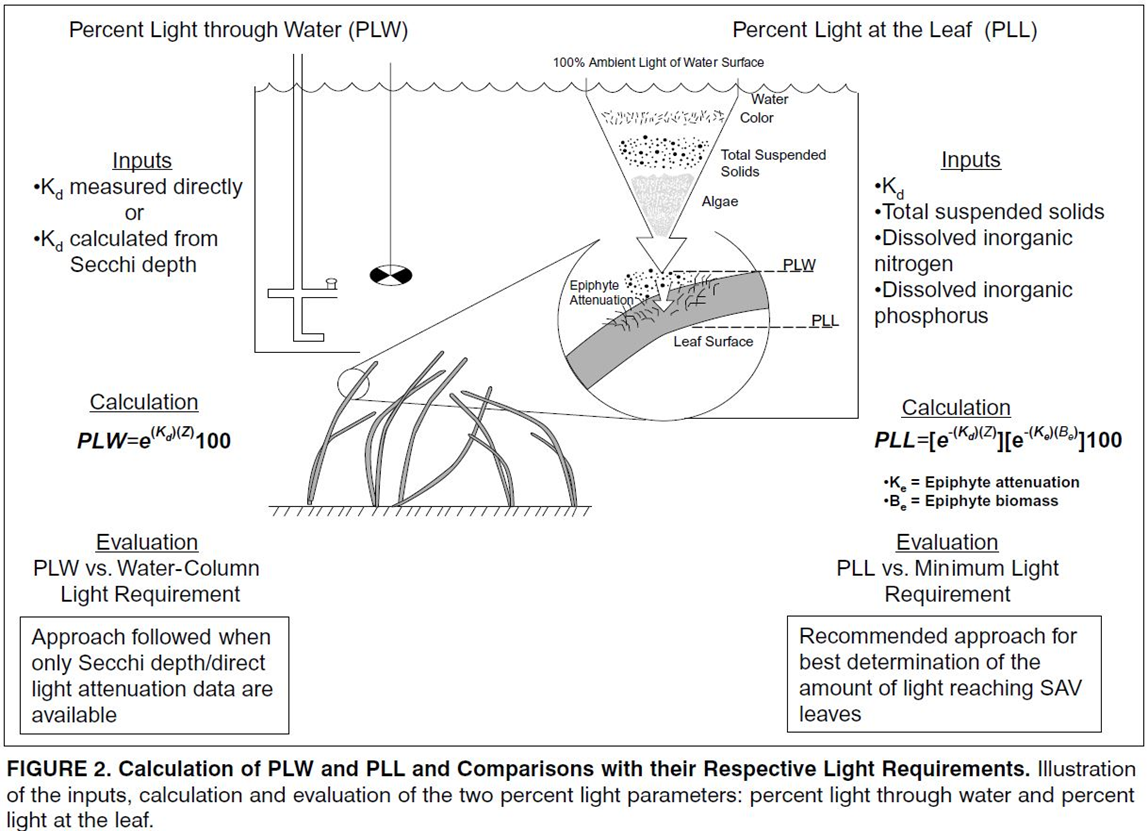 Percent Light through Water (PLW)
Percent Light at the Leaf (PLL)
100% Ambient Light of Water Surface
Water
Color
Total Suspended
Solids
Algae
PLW
Epiphyte
Attenuation
PLL
Leaf Surface
Inputs
•Kd measured directly
or
•Kd calculated from
Secchi depth
Calculation
PLW=e(Kd)(Z)100
Evaluation
PLW vs. Water-Column
Light Requirement
Approach followed when
only Secchi depth/direct
light attenuation data are
available
Inputs
•Kd
•Total suspended solids
•Dissolved inorganic
nitrogen
•Dissolved inorganic
phosphorus
Calculation
PLL=[e-(Kd)(Z)][e-(Ke)(Be)]100
•Ke = Epiphyte attenuation
•Be = Epiphyte biomass
Evaluation
PLL vs. Minimum Light
Requirement
Recommended approach for
best determination of the
amount of light reaching SAV
leaves
FIGURE 2. Calculation of PLW and PLL and Comparisons with their Respective Light Requirements. Illustration
of the inputs, calculation and evaluation of the two percent light parameters: percent light through water and percent
light at the leaf.